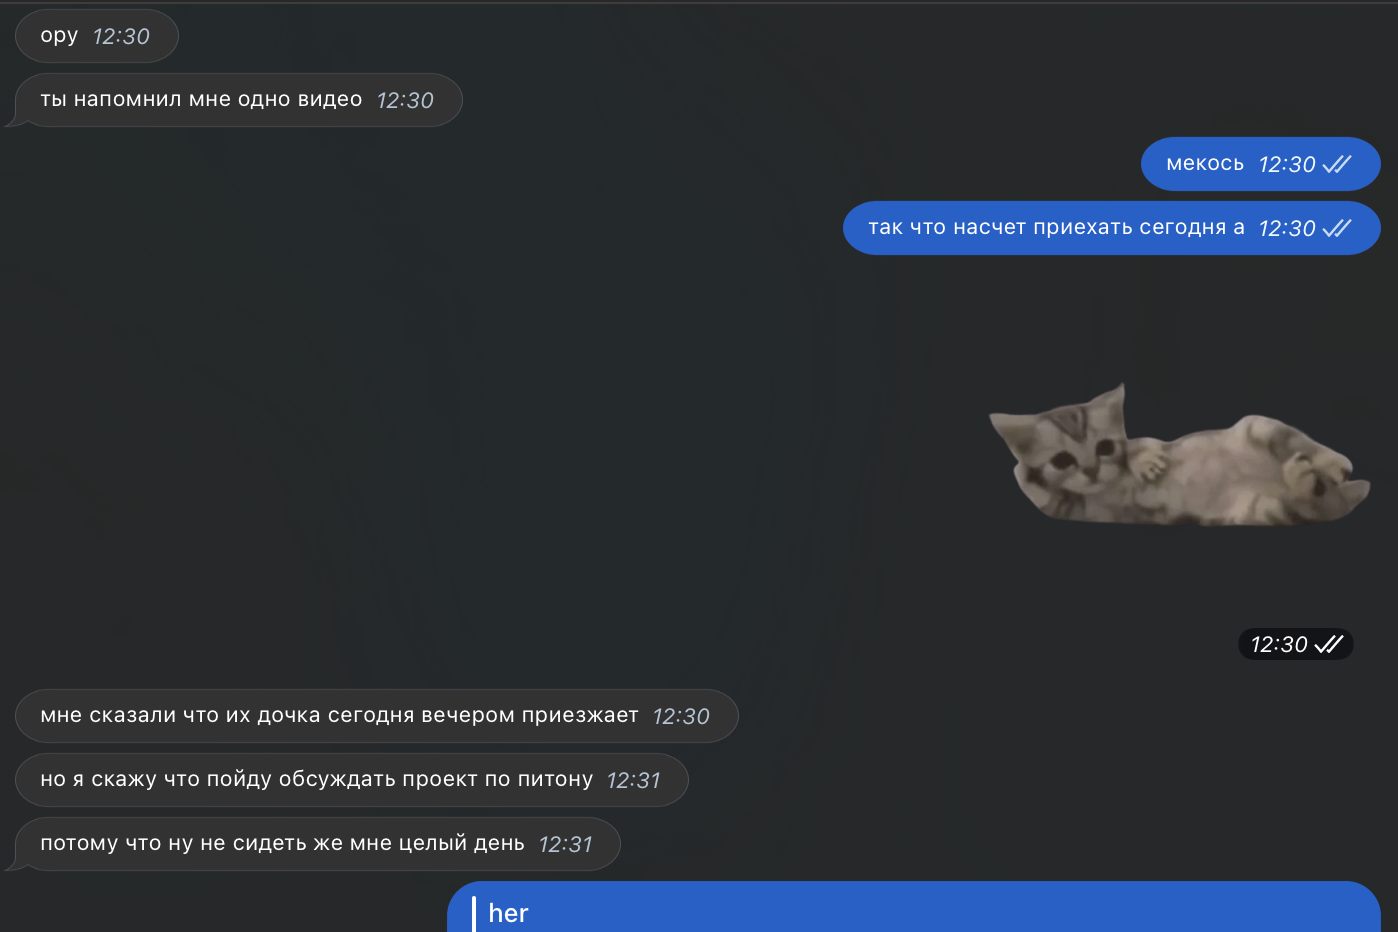 ору 12:30
ты напомнил мне одно видео 12:30
мекось 12:30
так что насчет приехать сегодня а 12:30
12:30
мне сказали что их дочка сегодня вечером приезжает 12:30
но я скажу что пойду обсуждать проект по питону 12:31
потому что ну не сидеть же мне целый день 12:31
her